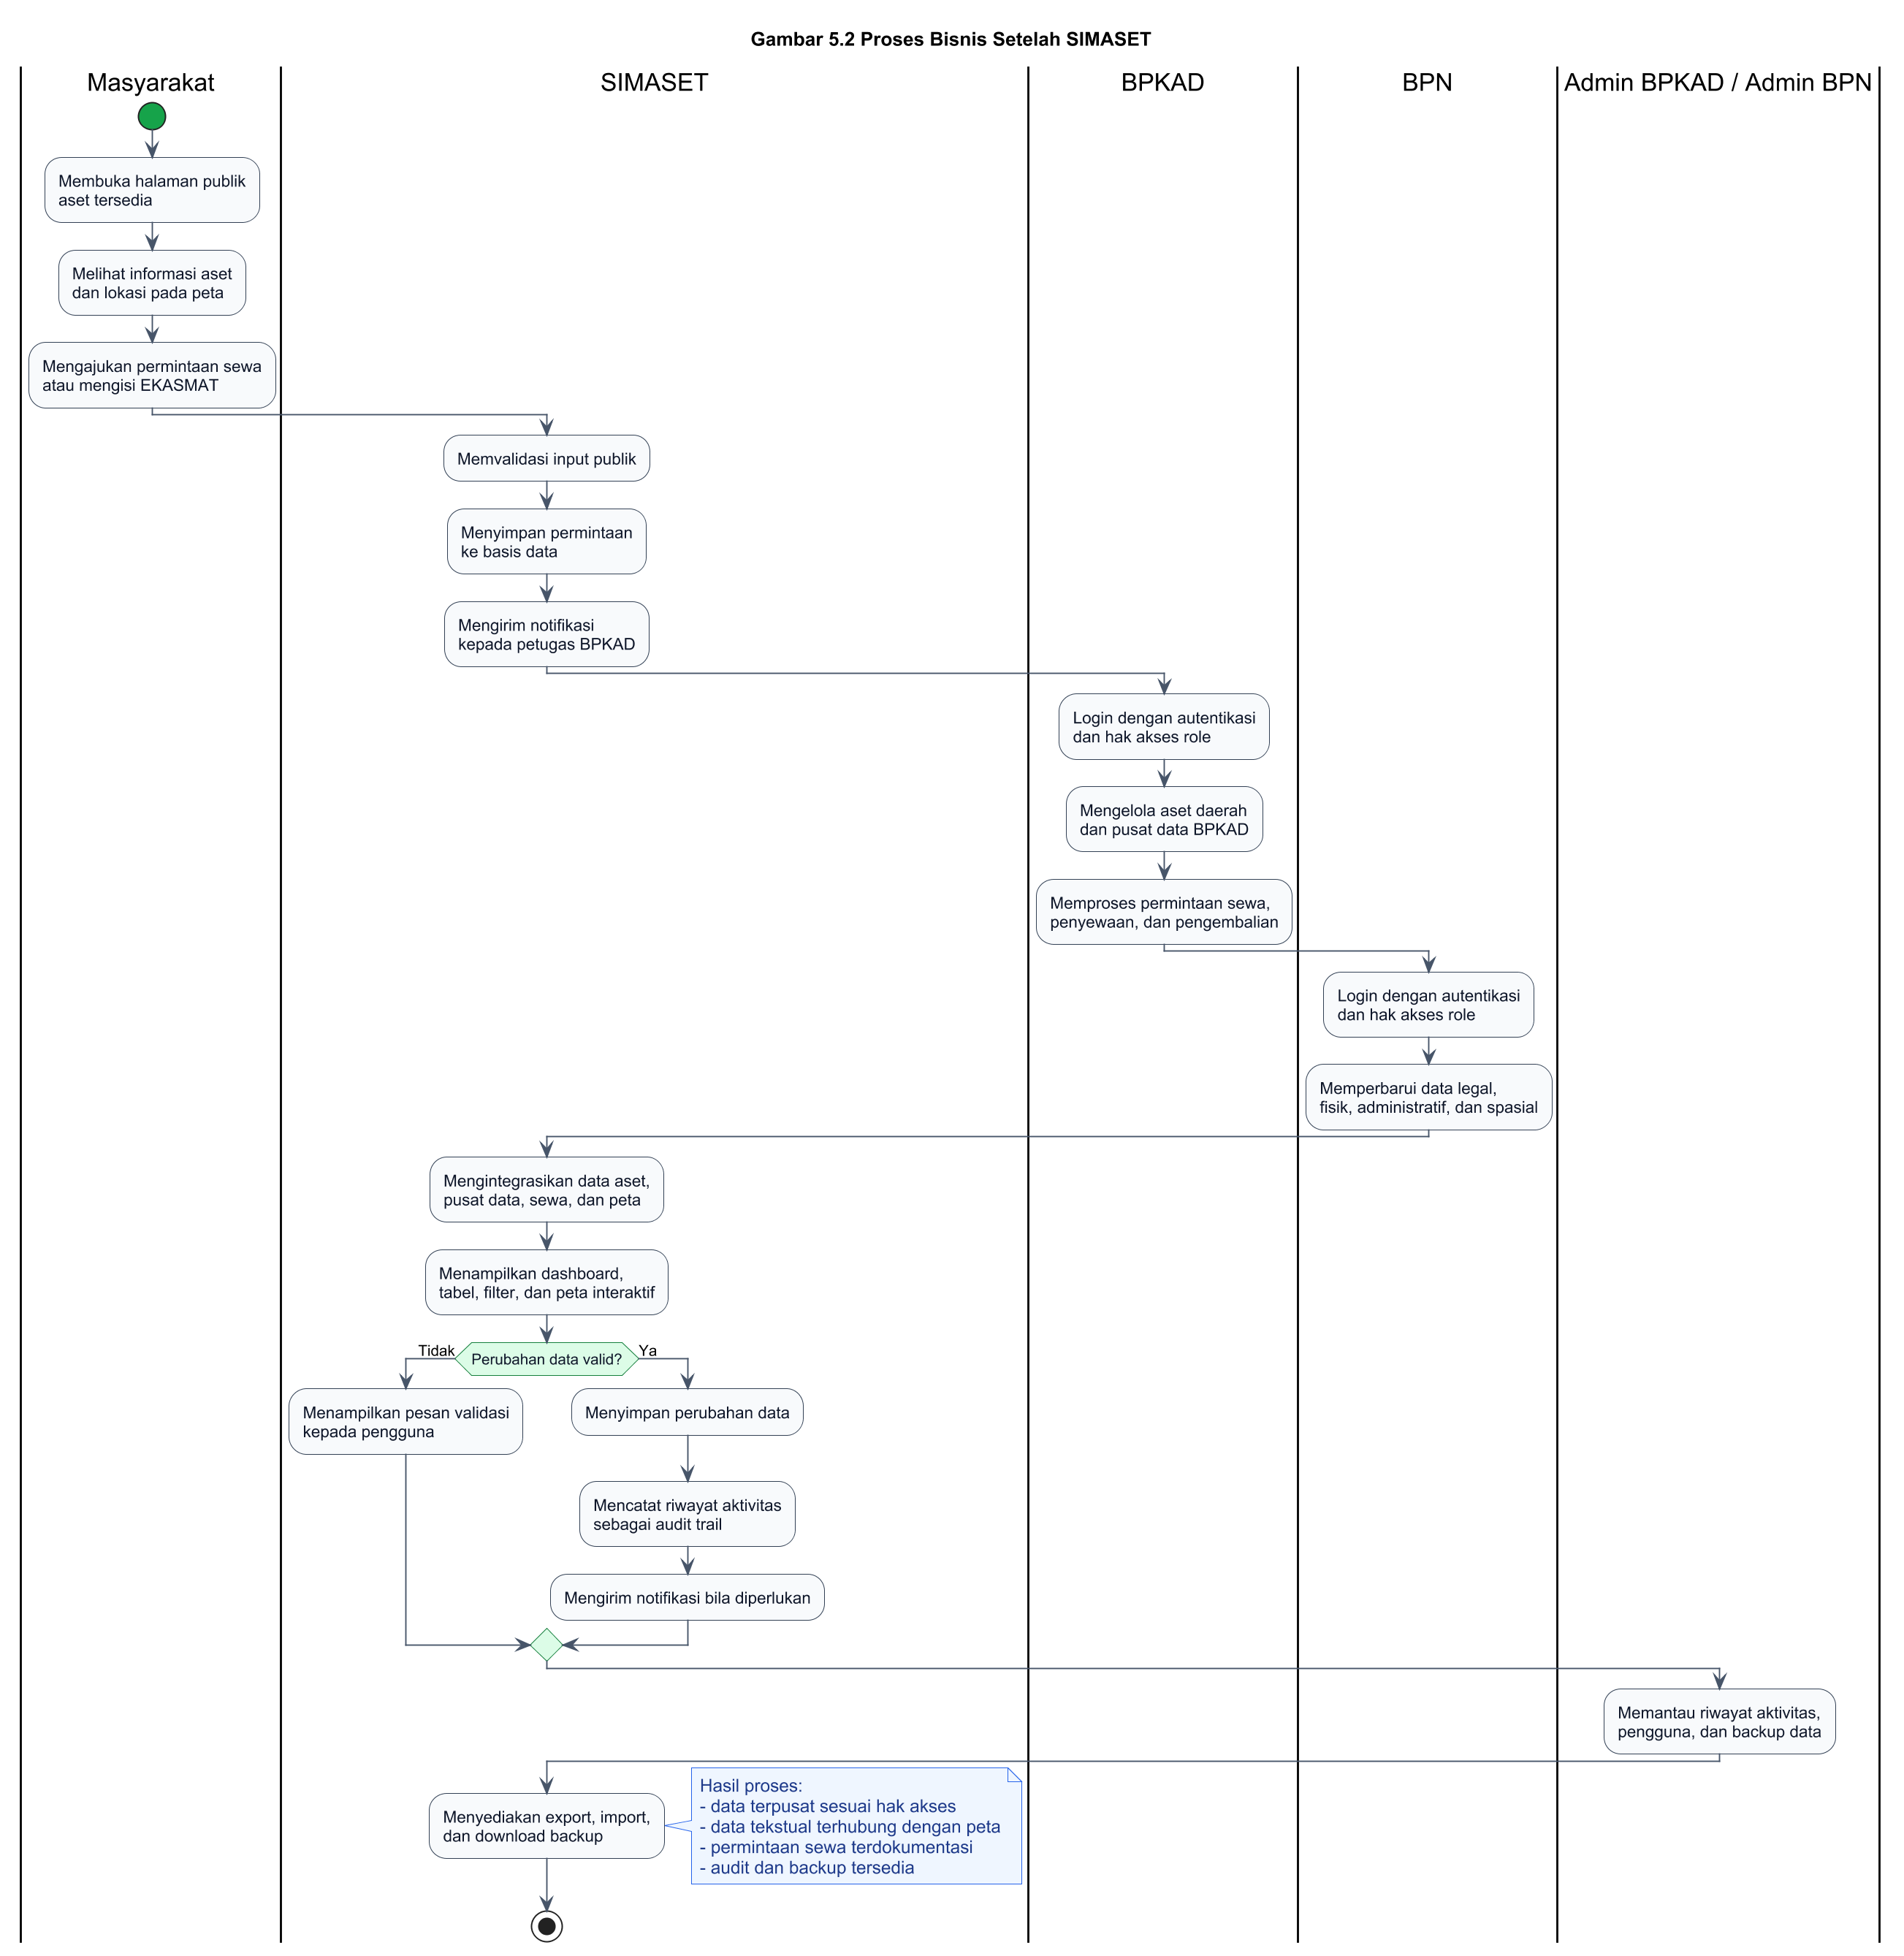 Gambar 5.2 Proses Bisnis Setelah SIMASET
Masyarakat
SIMASET
BPKAD
BPN
Admin BPKAD / Admin BPN
Membuka halaman publik
aset tersedia
Melihat informasi aset
dan lokasi pada peta
Mengajukan permintaan sewa
atau mengisi EKASMAT
Memvalidasi input publik
Menyimpan permintaan
ke basis data
Mengirim notifikasi
kepada petugas BPKAD
Login dengan autentikasi
dan hak akses role
Mengelola aset daerah
dan pusat data BPKAD
Memproses permintaan sewa,
penyewaan, dan pengembalian
Login dengan autentikasi
dan hak akses role
Memperbarui data legal,
fisik, administratif, dan spasial
Mengintegrasikan data aset,
pusat data, sewa, dan peta
Menampilkan dashboard,
tabel, filter, dan peta interaktif
Tidak
Perubahan data valid?
Ya
Menampilkan pesan validasi
kepada pengguna
Menyimpan perubahan data
Mencatat riwayat aktivitas
sebagai audit trail
Mengirim notifikasi bila diperlukan
Memantau riwayat aktivitas,
pengguna, dan backup data
Menyediakan export, import,
dan download backup
Hasil proses:
- data terpusat sesuai hak akses
- data tekstual terhubung dengan peta
- permintaan sewa terdokumentasi
- audit dan backup tersedia